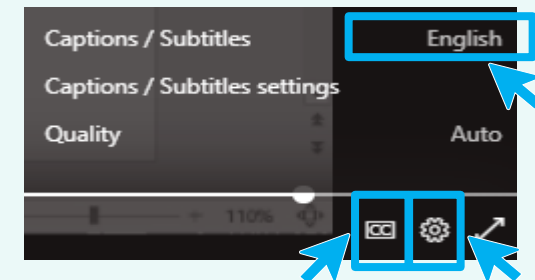 Captions / Subtitles English
Captions / Subtitles settings
Quality Auto
110%
CC